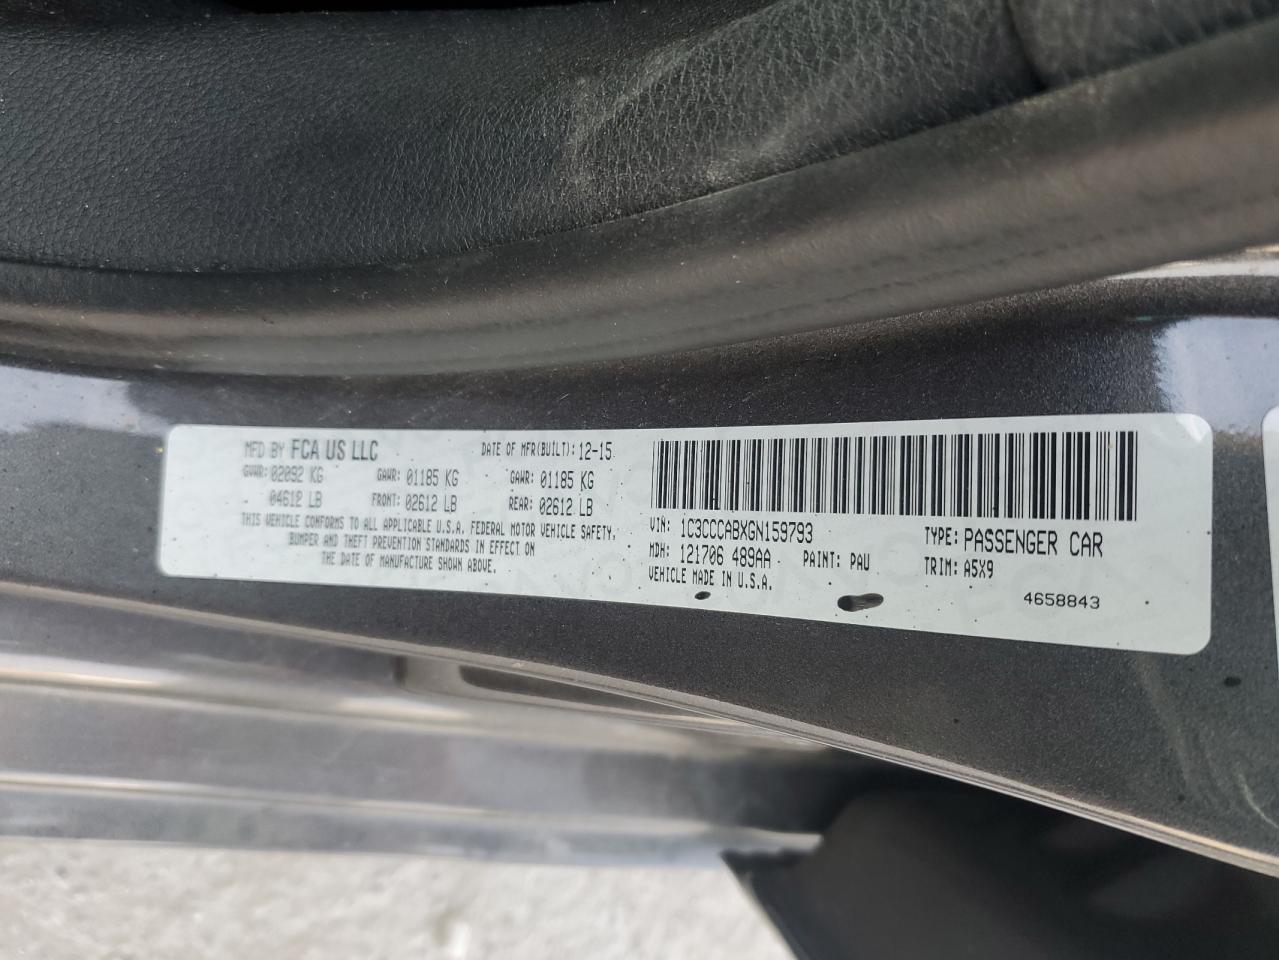 MFD BY FCA US LLC DATE OF MFR(BUILT): 12-15
GVWR: 02092 KG GAWR: 01185 KG GAWR: 01185 KG
04612 LB FRONT: 02612 LB REAR: 02612 LB
THIS VEHICLE CONFORMS TO ALL APPLICABLE U.S.A. FEDERAL MOTOR VEHICLE SAFETY,
BUMPER AND THEFT PREVENTION STANDARDS IN EFFECT ON
THE DATE OF MANUFACTURE SHOWN ABOVE.
VIN: 1C3CCCABXGN159793 TYPE: PASSENGER CAR
MDH: 121706 489AA PAINT: PAU TRIM: A5X9
VEHICLE MADE IN U.S.A.
4658843